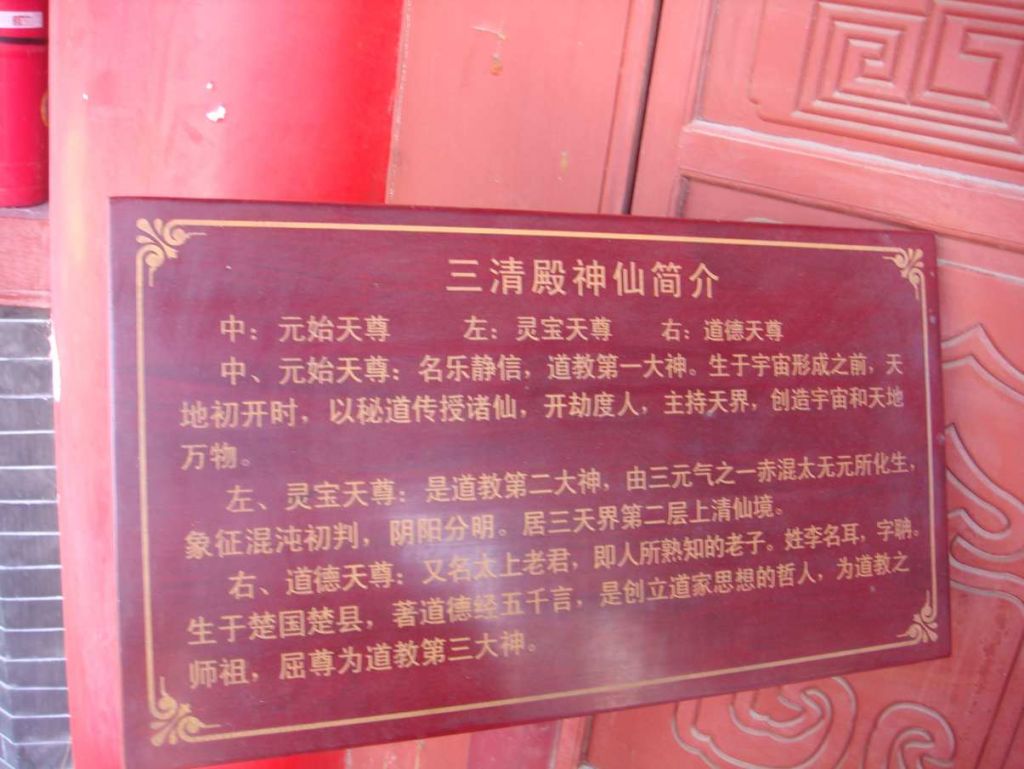 三清殿神仙简介
中：元始天尊 左：灵宝天尊 右：道德天尊
中、元始天尊：名乐静信，道教第一大神。生于宇宙形成之前，天
地初开时，以秘道传授诸仙，开劫度人，主持天界，创造宇宙和天地
万物。
左、灵宝天尊：是道教第二大神，由三元气之一赤混太无元所化生，
象征混沌初判，阴阳分明。居三天界第二层上清仙境。
右、道德天尊：又名太上老君，即人所熟知的老子。姓李名耳，字聃。
生于楚国楚县，著道德经五千言，是创立道家思想的哲人，为道教之
师祖，屈尊为道教第三大神。